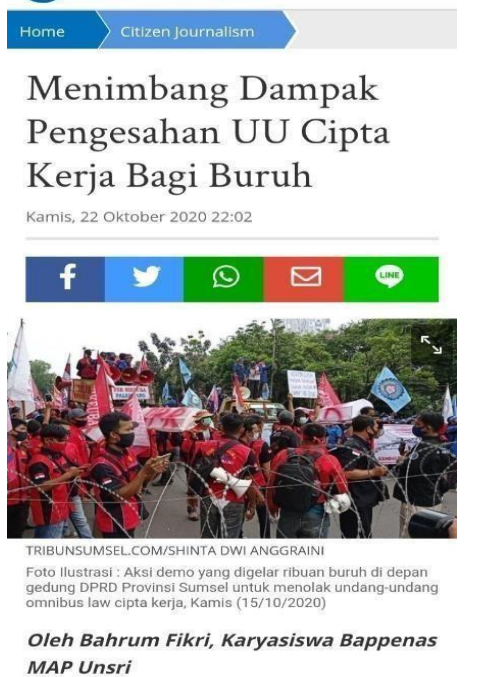 Home
Citizen Journalism
Menimbang Dampak
Pengesahan UU Cipta
Kerja Bagi Buruh
Kamis, 22 Oktober 2020 22:02
LINE
TRIBUNSUMSEL.COM/SHINTA DWI ANGGRAINI
Foto Ilustrasi : Aksi demo yang digelar ribuan buruh di depan
gedung DPRD Provinsi Sumsel untuk menolak undang-undang
omnibus law cipta kerja, Kamis (15/10/2020)
Oleh Bahrum Fikri, Karyasiswa Bappenas
MAP Unsri